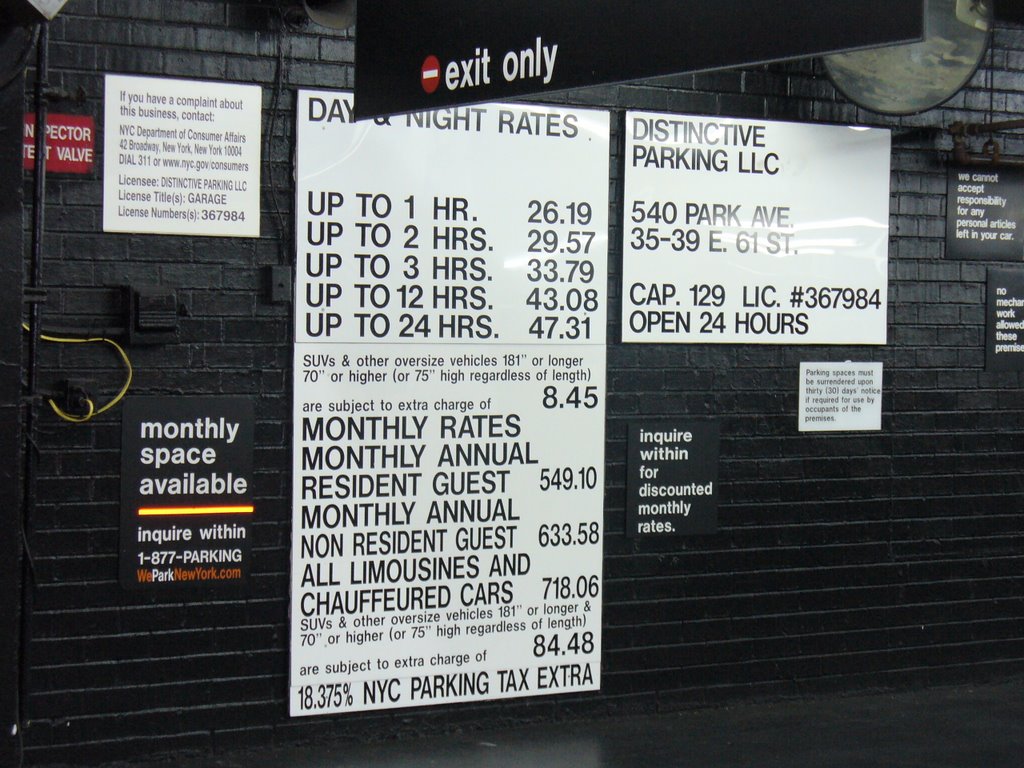 exit only
If you have a complaint about
this business, contact:
NYC Department of Consumer Affairs
42 Broadway, New York, New York 10004
DIAL 311 or www.nyc.gov/consumers
Licensee: DISTINCTIVE PARKING LLC
License Title(s): GARAGE
License Numbers(s): 367984
TEST VALVE
monthly
space
available
inquire within
1-877-PARKING
WeParkNewYork.com
DAY & NIGHT RATES
UP TO 1 HR. 26.19
UP TO 2 HRS. 29.57
UP TO 3 HRS. 33.79
UP TO 12 HRS. 43.08
UP TO 24 HRS. 47.31
SUVs & other oversize vehicles 181" or longer
70" or higher (or 75" high regardless of length)
are subject to extra charge of 8.45
MONTHLY RATES
MONTHLY ANNUAL
RESIDENT GUEST 549.10
MONTHLY ANNUAL
NON RESIDENT GUEST 633.58
ALL LIMOUSINES AND
CHAUFFEURED CARS 718.06
SUVs & other oversize vehicles 181" or longer &
70" or higher (or 75" high regardless of length)
are subject to extra charge of 84.48
18.375% NYC PARKING TAX EXTRA
DISTINCTIVE
PARKING LLC
540 PARK AVE.
35-39 E. 61 ST.
CAP. 129 LIC. #367984
OPEN 24 HOURS
Parking spaces must
be surrendered upon
thirty (30) days' notice
if required for use by
occupants of the
premises.
inquire
within
for
discounted
monthly
rates.
we cannot
accept
responsibility
for any
personal articles
left in your car.
no
work
allowed
these